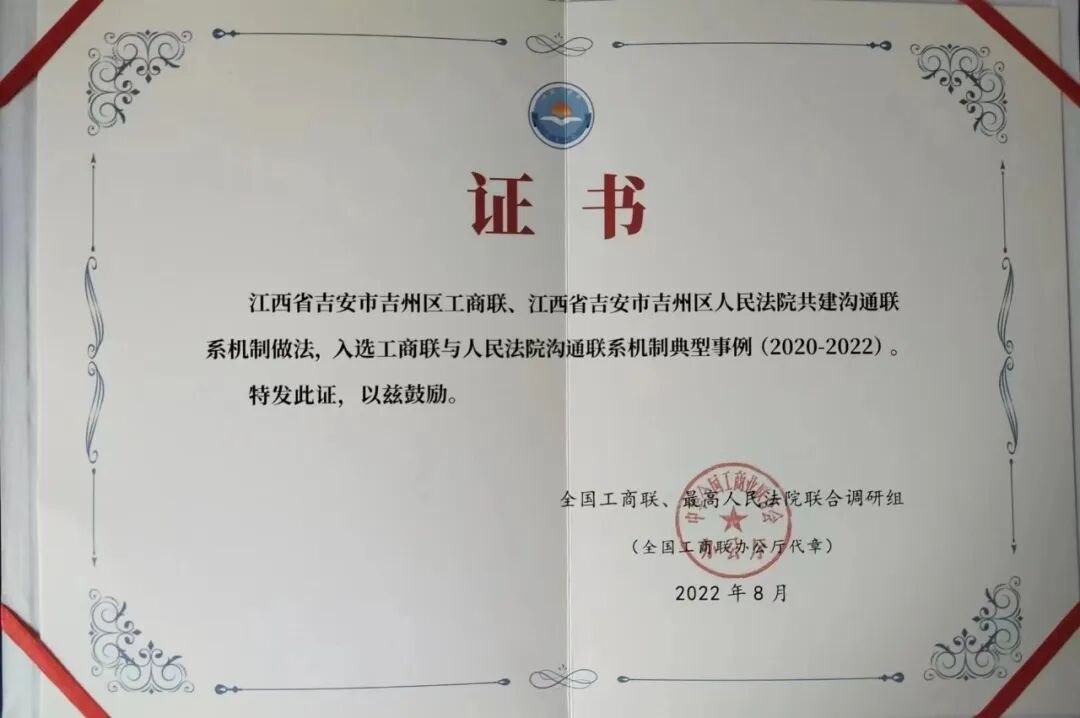 证书
江西省吉安市吉州区工商联、江西省吉安市吉州区人民法院共建沟通联
系机制做法，入选工商联与人民法院沟通联系机制典型事例（2020-2022）。
特发此证，以兹鼓励。
全国工商联、最高人民法院联合调研组
（全国工商联办公厅代章）
2022年8月
办公厅